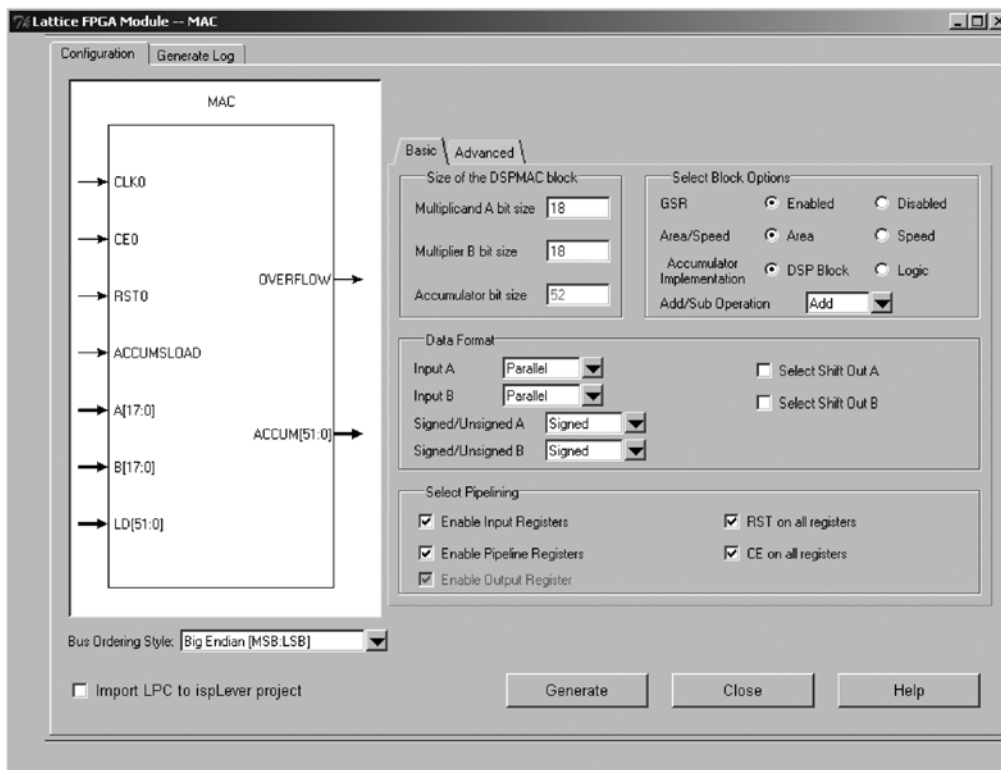 Lattice FPGA Module -- MAC
Configuration
Generate Log
MAC
CLK0
CE0
RST0
ACCUMSLOAD
A[17:0]
B[17:0]
LD[51:0]
OVERFLOW
ACCUM[51:0]
Basic
Advanced
Size of the DSPMAC block
Multiplicand A bit size 18
Multiplier B bit size 18
Accumulator bit size 52
Select Block Options
GSR Enabled Disabled
Area/Speed Area Speed
Accumulator
Implementation DSP Block Logic
Add/Sub Operation Add
Data Format
Input A Parallel Select Shift Out A
Input B Parallel Select Shift Out B
Signed/Unsigned A Signed
Signed/Unsigned B Signed
Select Pipelining
Enable Input Registers RST on all registers
Enable Pipeline Registers CE on all registers
Enable Output Register
Bus Ordering Style: Big Endian [MSB:LSB]
Import LPC to ispLever project
Generate Close Help